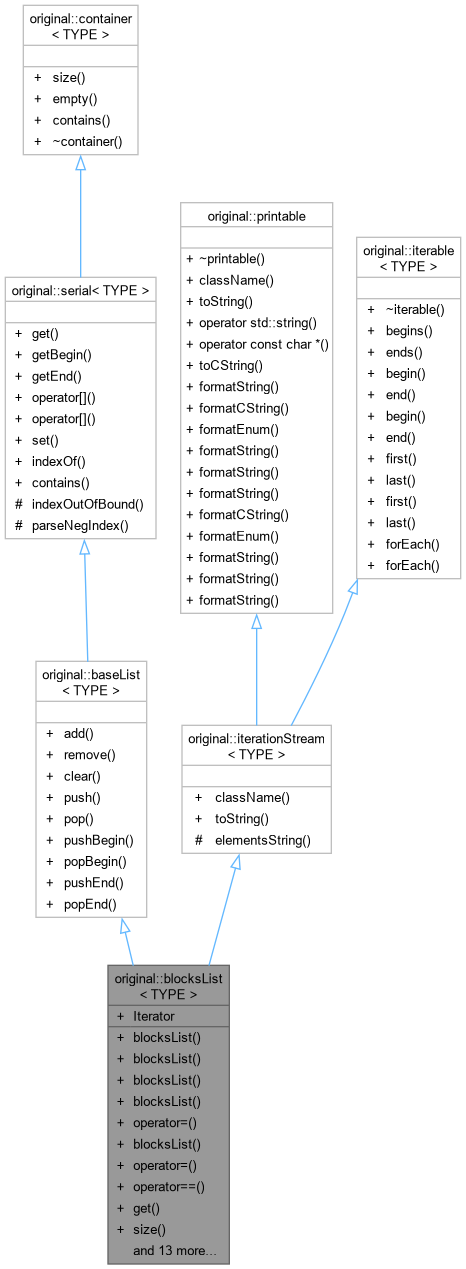 original::container
< TYPE >
+ size()
+ empty()
+ contains()
+ ~container()
original::serial< TYPE >
+ get()
+ getBegin()
+ getEnd()
+ operator[]()
+ operator[]()
+ set()
+ indexOf()
+ contains()
# indexOutOfBound()
# parseNegIndex()
original::printable
+ ~printable()
+ className()
+ toString()
+ operator std::string()
+ operator const char *()
+ toCString()
+ formatString()
+ formatCString()
+ formatEnum()
+ formatString()
+ formatString()
+ formatString()
+ formatCString()
+ formatEnum()
+ formatString()
+ formatString()
+ formatString()
original::iterable
< TYPE >
+ ~iterable()
+ begins()
+ ends()
+ begin()
+ end()
+ begin()
+ end()
+ first()
+ last()
+ first()
+ last()
+ forEach()
+ forEach()
original::baseList
< TYPE >
+ add()
+ remove()
+ clear()
+ push()
+ pop()
+ pushBegin()
+ popBegin()
+ pushEnd()
+ popEnd()
original::iterationStream
< TYPE >
+ className()
+ toString()
# elementsString()
original::blocksList
< TYPE >
+ Iterator
+ blocksList()
+ blocksList()
+ blocksList()
+ blocksList()
+ operator=()
+ blocksList()
+ operator=()
+ operator==()
+ get()
+ size()
and 13 more...